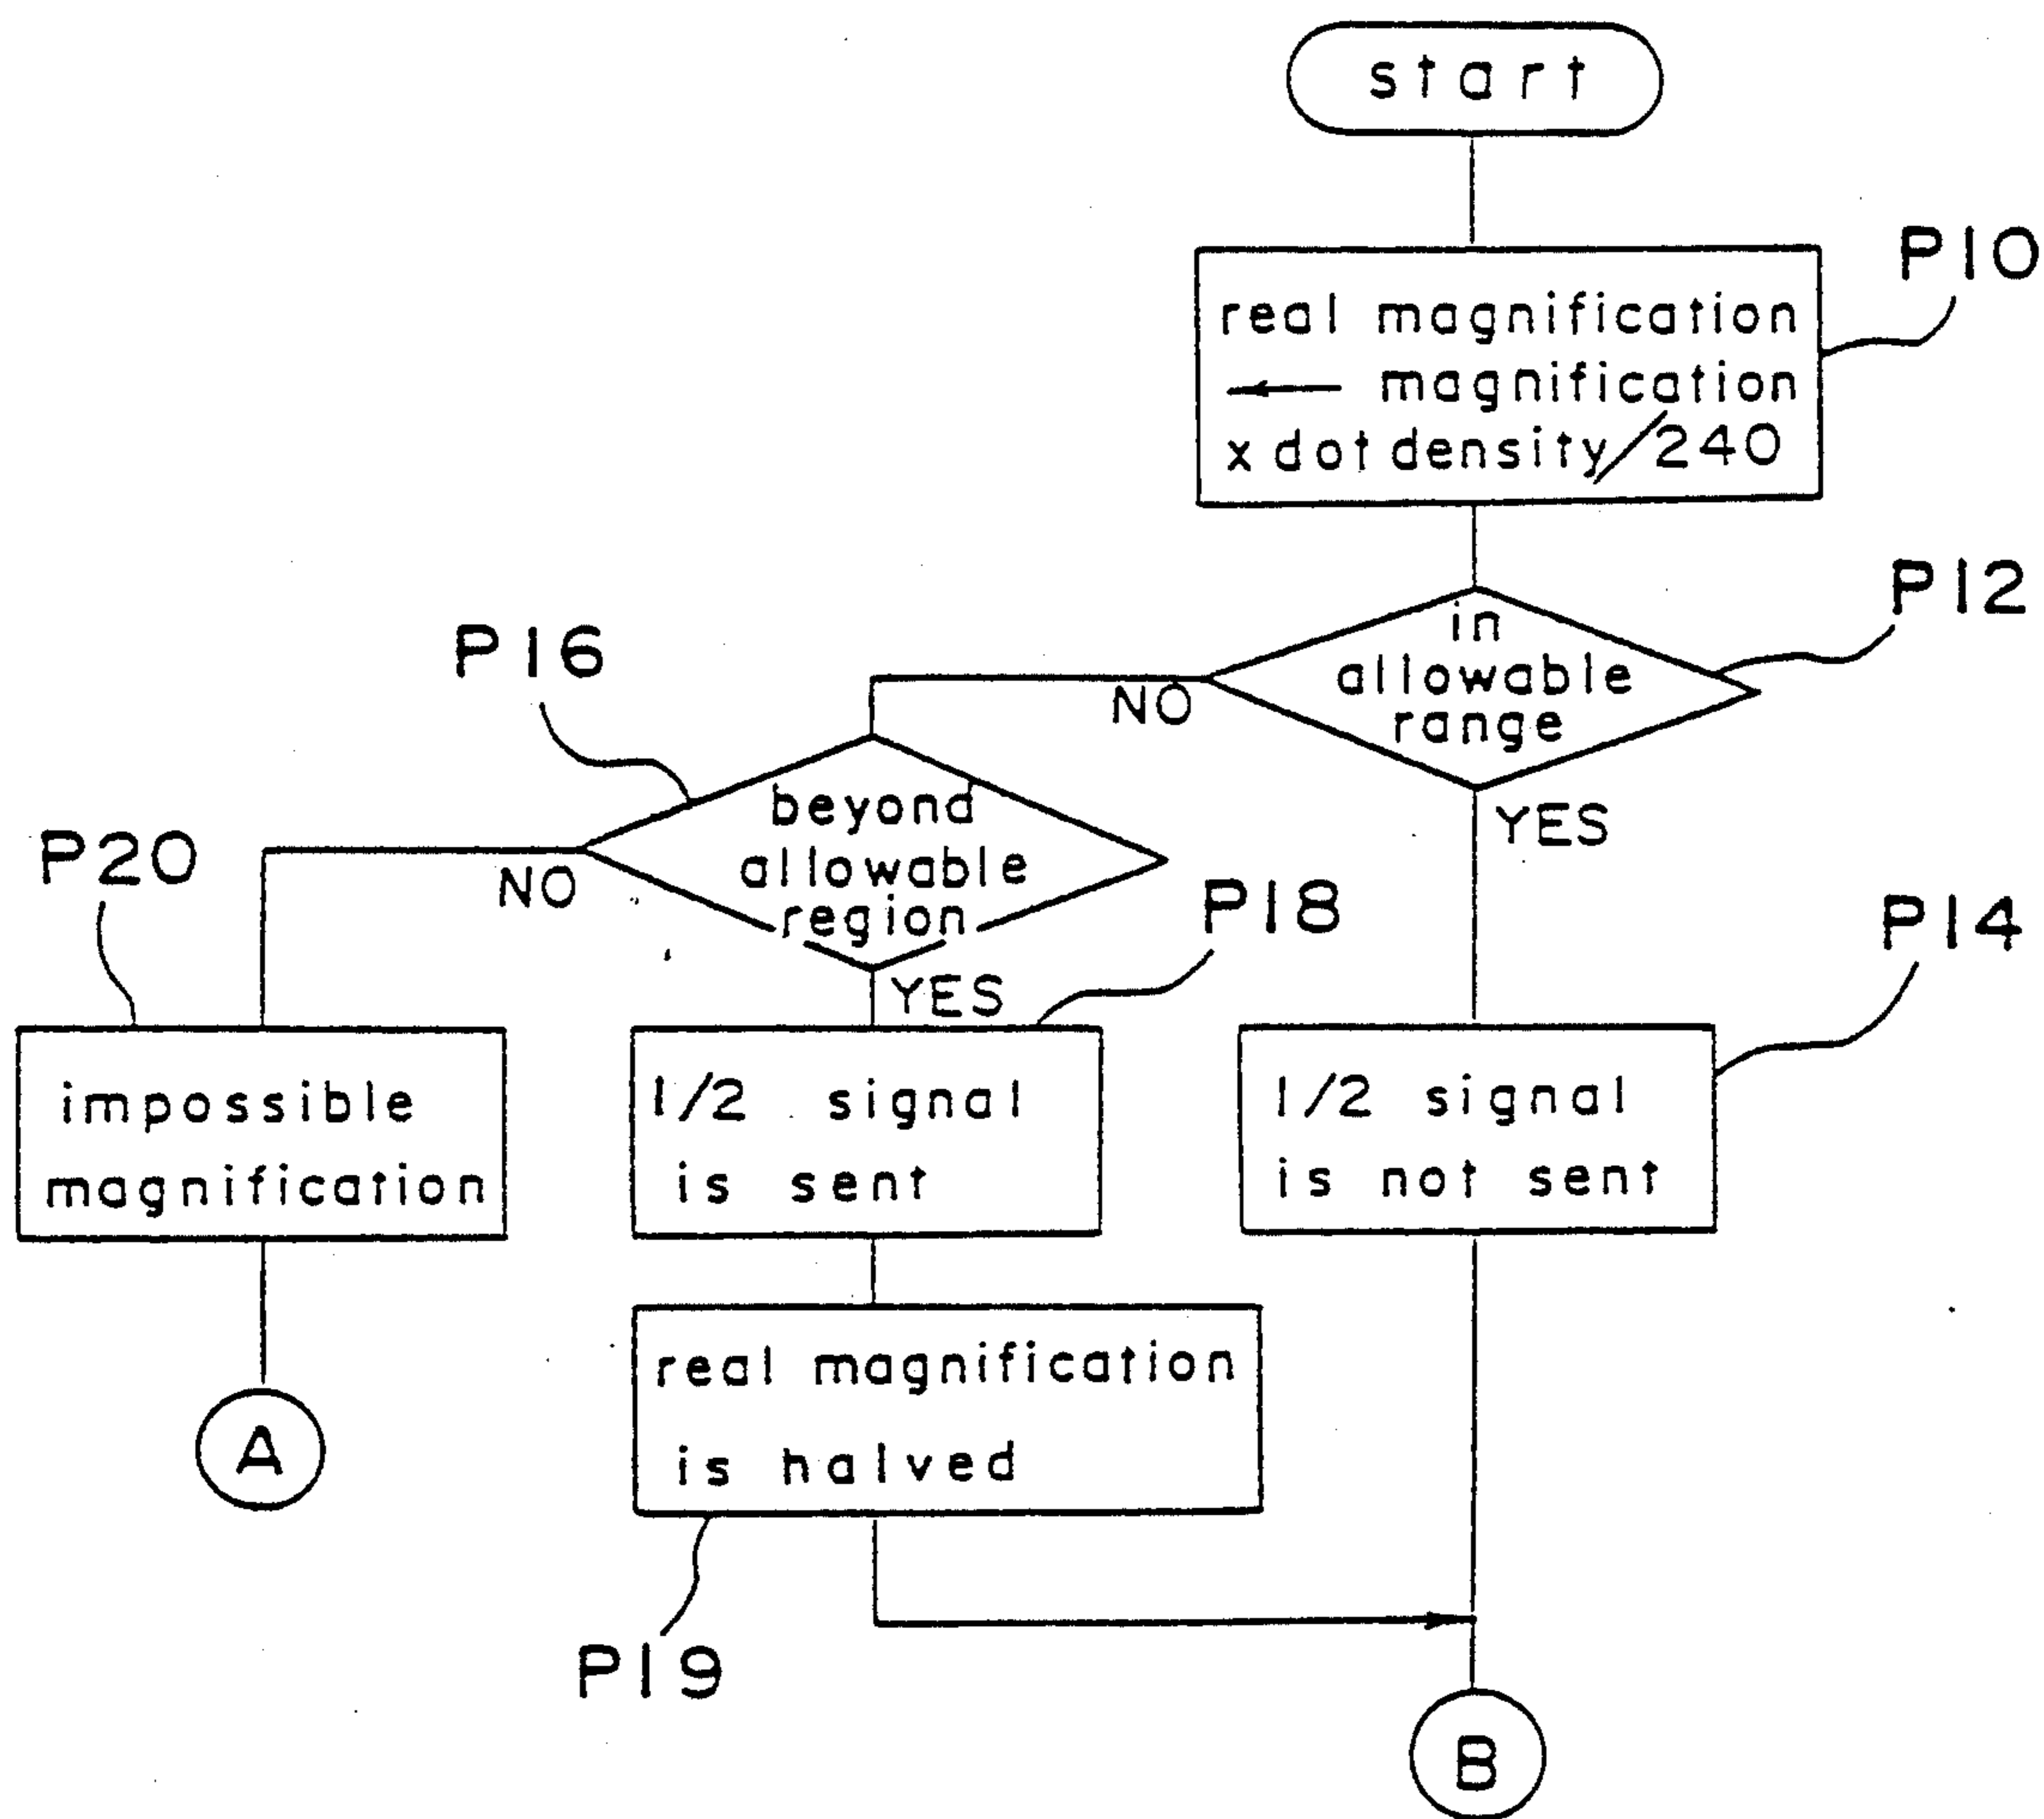 start
P10
real magnification
← magnification
x dot density/240
P12
in
allowable
range
NO
YES
P16
beyond
allowable
region
NO
YES
P20
P18
P14
impossible
magnification
1/2 signal
is sent
1/2 signal
is not sent
real magnification
is halved
A
P19
B